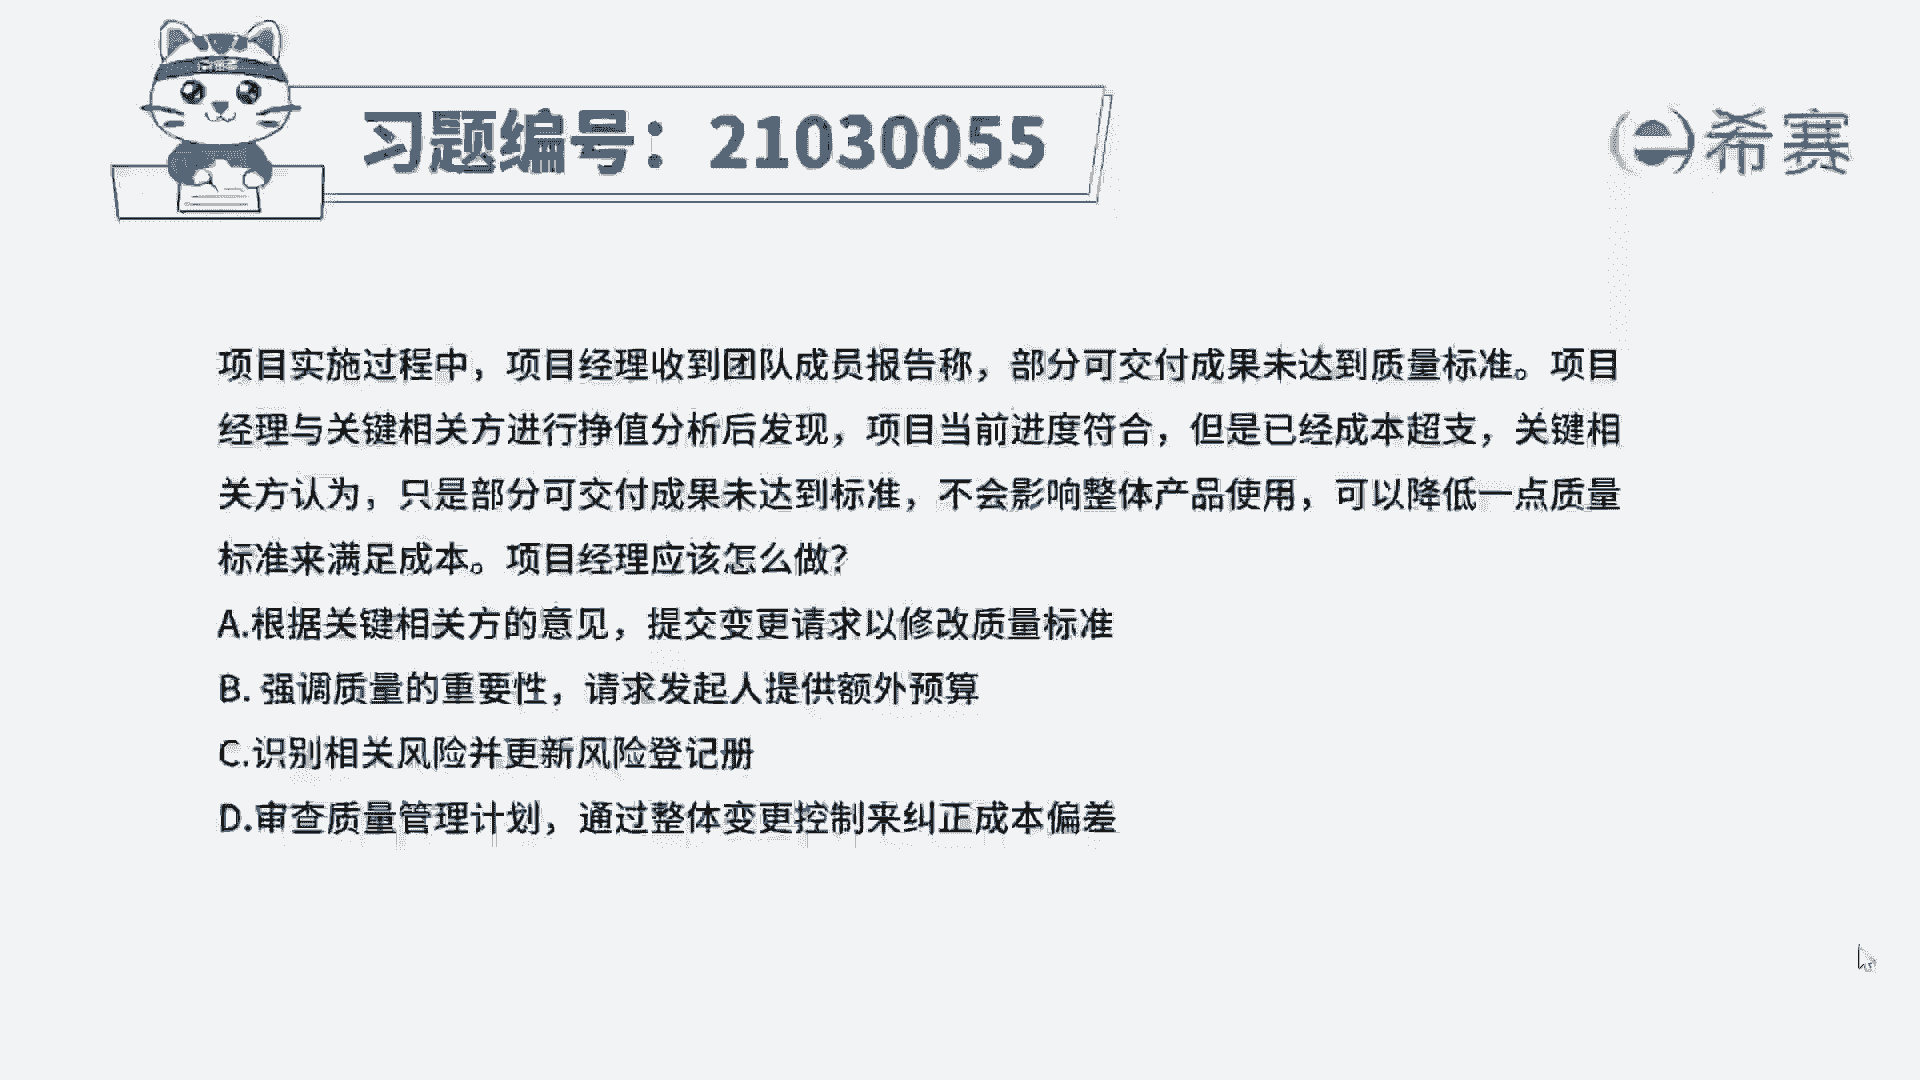 习题编号：21030055
希赛
项目实施过程中，项目经理收到团队成员报告称，部分可交付成果未达到质量标准。项目
经理与关键相关方进行挣值分析后发现，项目当前进度符合，但是已经成本超支，关键相
关方认为，只是部分可交付成果未达到标准，不会影响整体产品使用，可以降低一点质量
标准来满足成本。项目经理应该怎么做？
A.根据关键相关方的意见，提交变更请求以修改质量标准
B. 强调质量的重要性，请求发起人提供额外预算
C.识别相关风险并更新风险登记册
D.审查质量管理计划，通过整体变更控制来纠正成本偏差